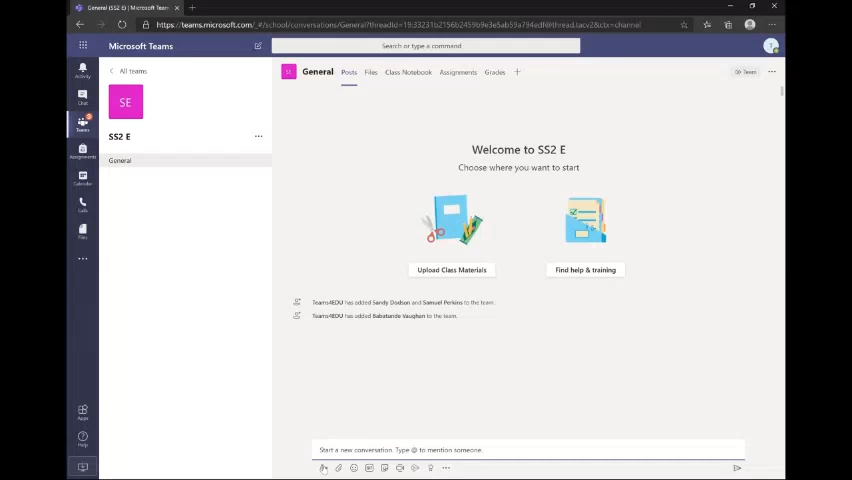 General (SS2 E) | Microsoft Teams
https://teams.microsoft.com/_#/school/conversations/General?threadId=19:33231b2156b2459b9e3e5ab59a794edf@thread.tacv2&ctx=channel
Microsoft Teams
Search or type a command
Activity
Chat
Teams
Assignments
Calendar
Calls
Files
Apps
Help
All teams
SE
SS2 E
General
SE
General Posts Files Class Notebook Assignments Grades
Team
Welcome to SS2 E
Choose where you want to start
Upload Class Materials
Find help & training
Teams4EDU has added Sandy Dodson and Samuel Perkins to the team.
Teams4EDU has added Babatunde Vaughan to the team.
Start a new conversation. Type @ to mention someone.